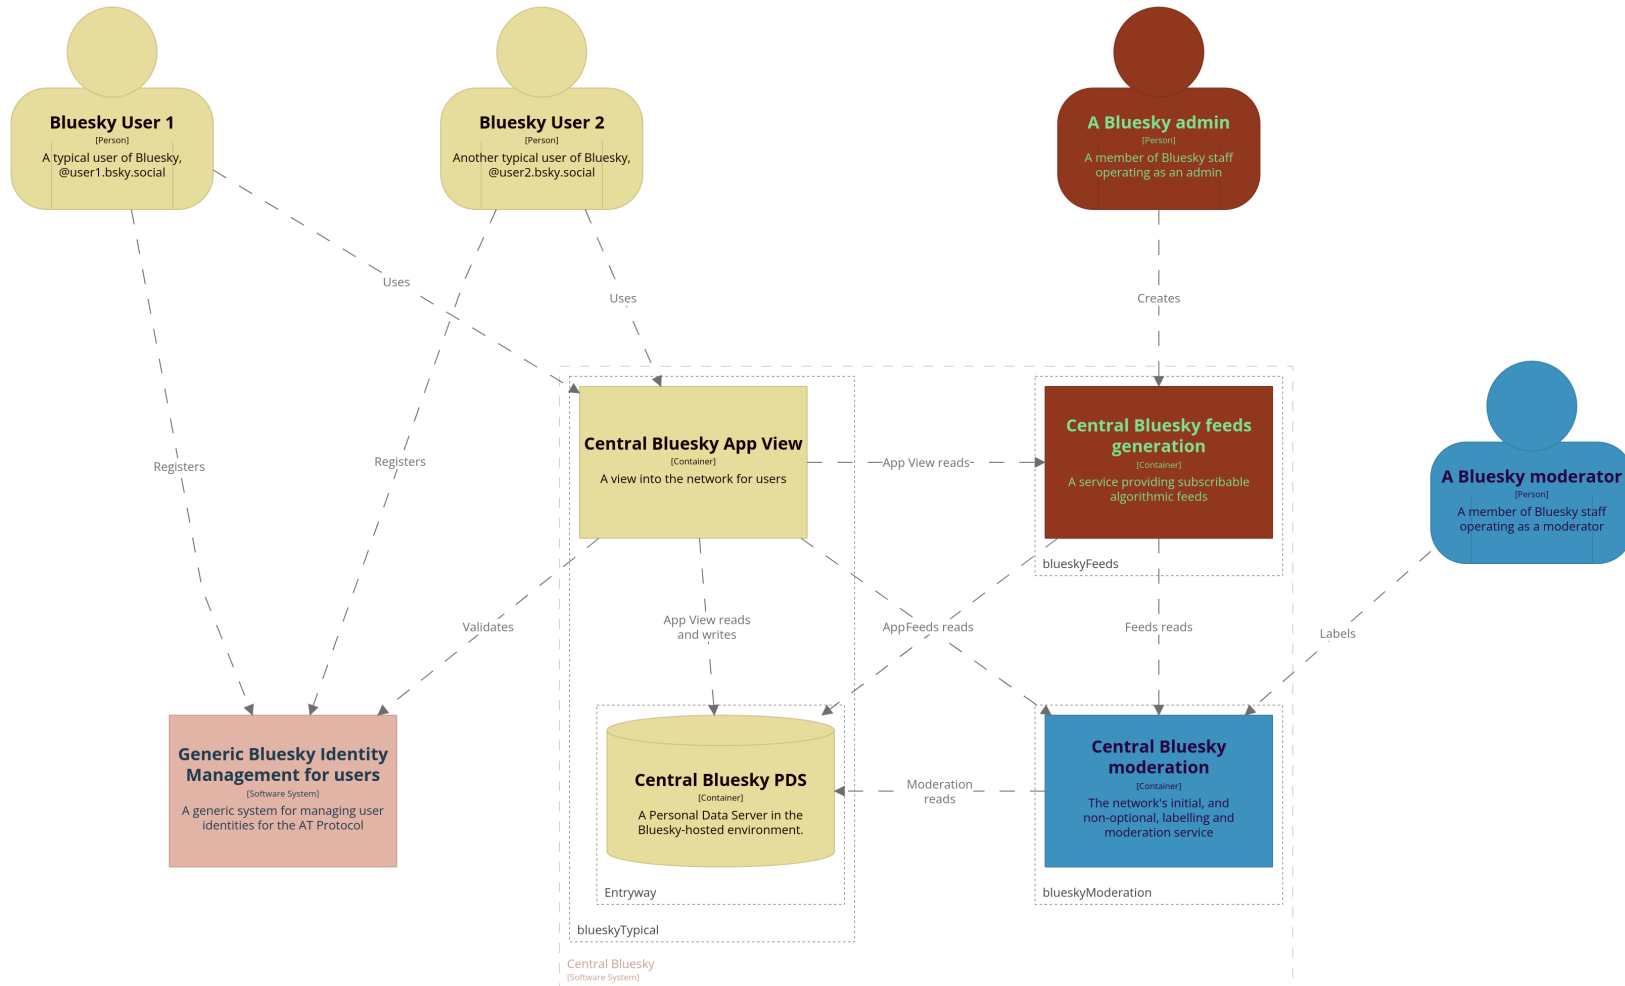 Bluesky User 1
[Person]
A typical user of Bluesky,
@user1.bsky.social
Bluesky User 2
[Person]
Another typical user of Bluesky,
@user2.bsky.social
A Bluesky admin
[Person]
A member of Bluesky staff
operating as an admin
Uses
Uses
Creates
A Bluesky moderator
[Person]
A member of Bluesky staff
operating as a moderator
Registers
Registers
Central Bluesky App View
[Container]
A view into the network for users
App View reads
Central Bluesky feeds
generation
[Container]
A service providing subscribable
algorithmic feeds
blueskyFeeds
Validates
App View reads
and writes
App
Feeds reads
Feeds reads
Labels
Generic Bluesky Identity
Management for users
[Software System]
A generic system for managing user
identities for the AT Protocol
Central Bluesky PDS
[Container]
A Personal Data Server in the
Bluesky-hosted environment.
Moderation
reads
Central Bluesky
moderation
[Container]
The network's initial, and
non-optional, labelling and
moderation service
Entryway
blueskyModeration
blueskyTypical
Central Bluesky
[Software System]